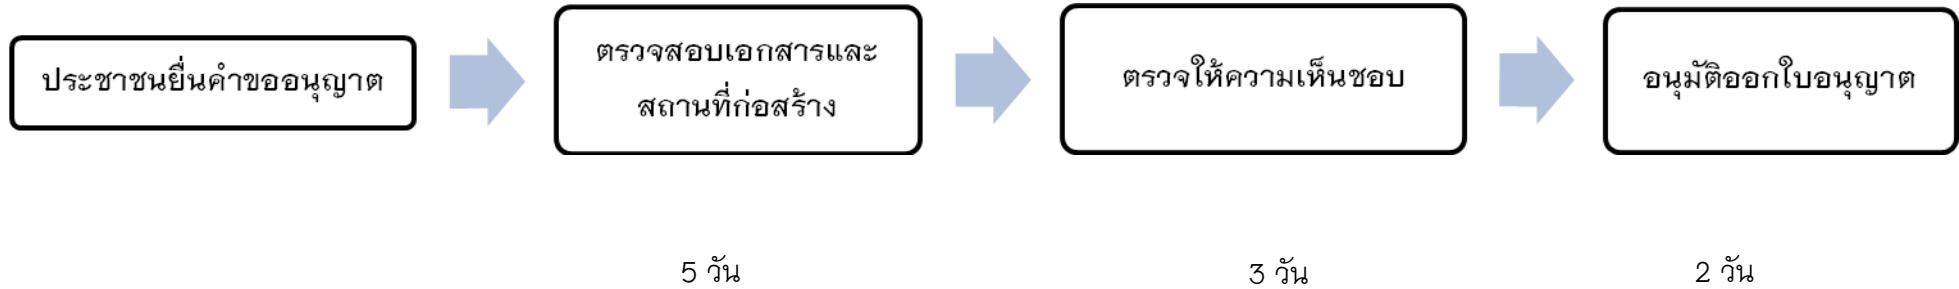 ประชาชนยื่นคำขออนุญาต
ตรวจสอบเอกสารและ
สถานที่ก่อสร้าง
ตรวจให้ความเห็นชอบ
อนุมัติออกใบอนุญาต
5 วัน
3 วัน
2 วัน